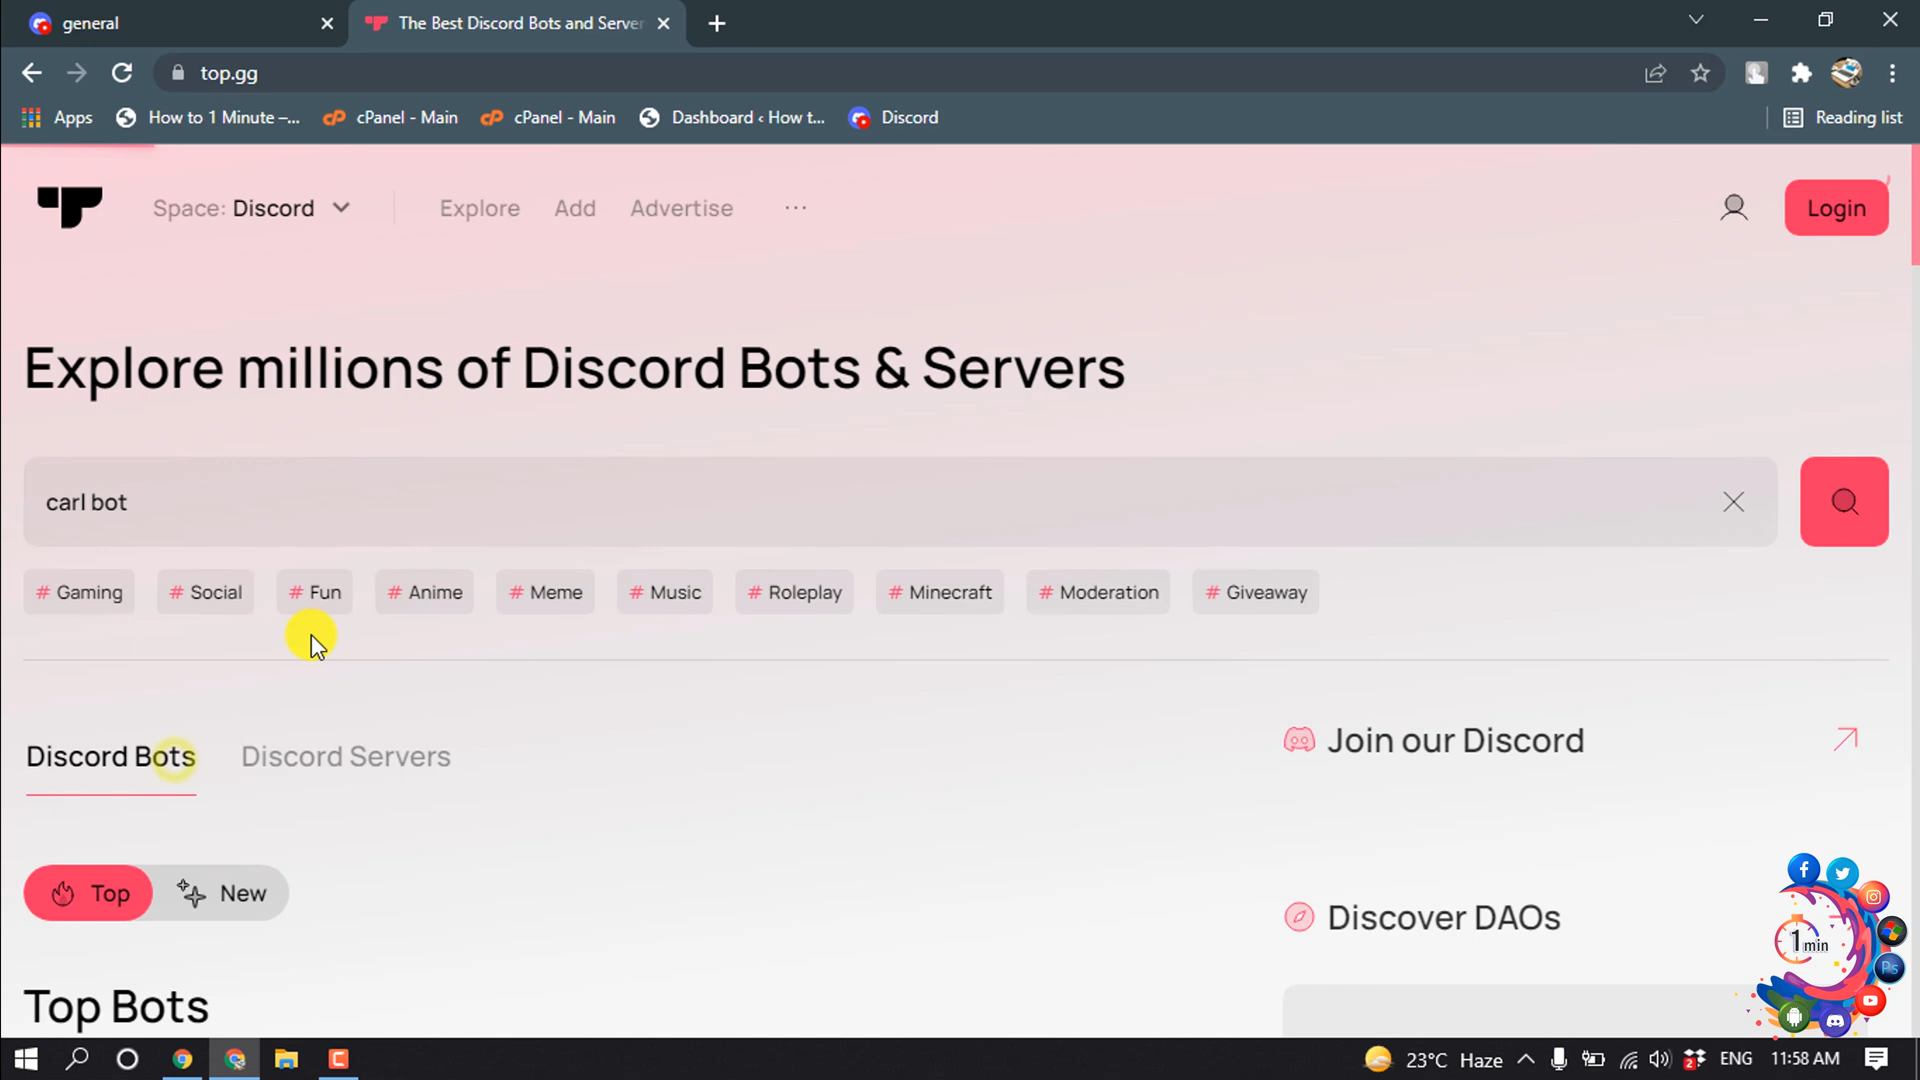 general
The Best Discord Bots and Server
top.gg
Apps
How to 1 Minute –...
cPanel - Main
cPanel - Main
Dashboard ‹ How t...
Discord
Reading list
Space: Discord
Explore
Add
Advertise
...
Login
Explore millions of Discord Bots & Servers
carl bot
# Gaming
# Social
# Fun
# Anime
# Meme
# Music
# Roleplay
# Minecraft
# Moderation
# Giveaway
Discord Bots
Discord Servers
Join our Discord
Top
New
Discover DAOs
1 min
Ps
Top Bots
23°C Haze
2
ENG
11:58 AM